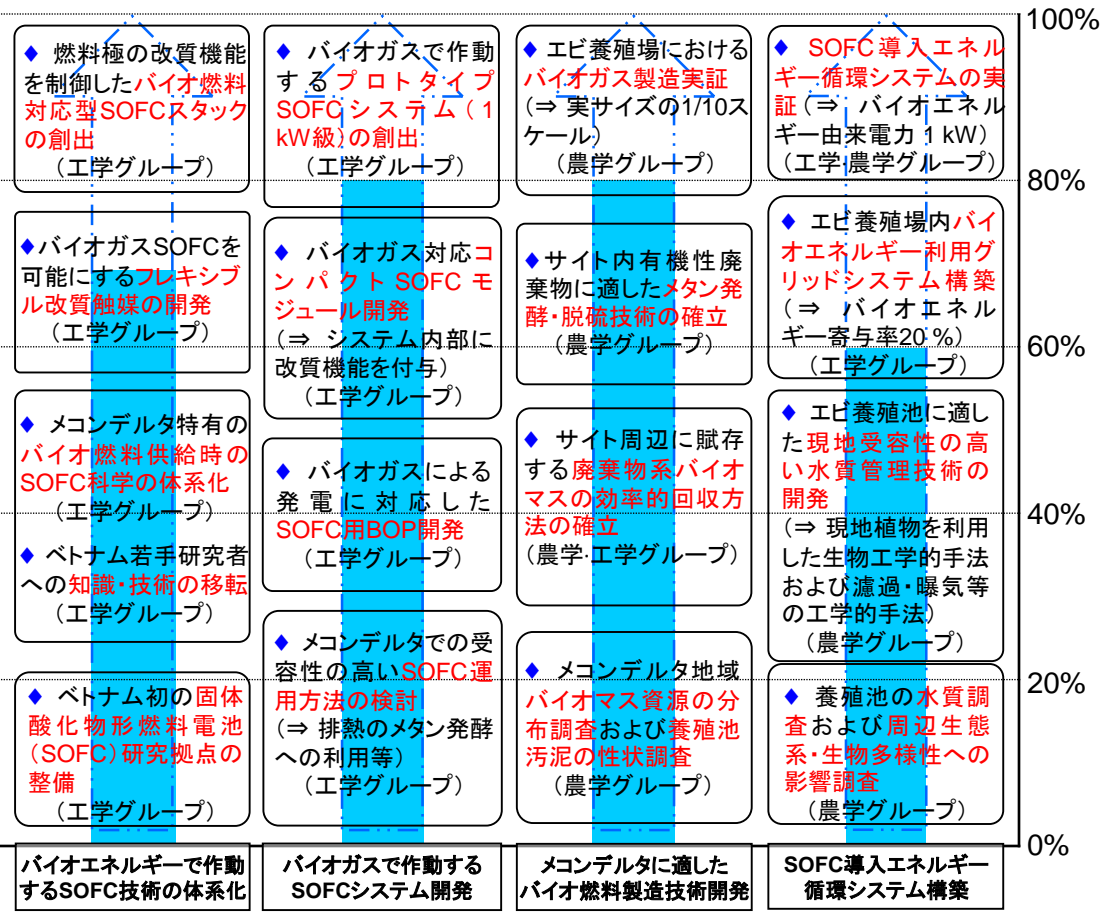 ◆ 燃料極の改質機能
を制御したバイオ燃料
対応型SOFCスタック
の創出
（工学グループ）
◆バイオガスSOFCを
可能にするフレキシブ
ル改質触媒の開発
（工学グループ）
◆ メコンデルタ特有の
バイオ燃料供給時の
SOFC科学の体系化
（工学グループ）
◆ ベトナム若手研究者
への知識・技術の移転
（工学グループ）
◆ ベトナム初の固体
酸化物形燃料電池
（SOFC）研究拠点の
整備
（工学グループ）
バイオエネルギーで作動
するSOFC技術の体系化
◆ バイオガスで作動
するプロトタイプ
SOFCシステム（1
kW級）の創出
（工学グループ）
◆ バイオガス対応コ
ンパクトSOFCモ
ジュール開発
（⇒ システム内部に
改質機能を付与）
（工学グループ）
◆ バイオガスによる
発電に対応した
SOFC用BOP開発
（工学グループ）
◆ メコンデルタでの受
容性の高いSOFC運
用方法の検討
（⇒ 排熱のメタン発酵
への利用等）
（工学グループ）
バイオガスで作動する
SOFCシステム開発
◆ エビ養殖場における
バイオガス製造実証
（⇒ 実サイズの1/10ス
ケール）
（農学グループ）
◆サイト内有機性廃
棄物に適したメタン発
酵・脱硫技術の確立
（農学グループ）
◆ サイト周辺に賦存
する廃棄物系バイオ
マスの効率的回収方
法の確立
（農学・工学グループ）
◆ メコンデルタ地域
バイオマス資源の分
布調査および養殖池
汚泥の性状調査
（農学グループ）
メコンデルタに適した
バイオ燃料製造技術開発
◆ SOFC導入エネル
ギー循環システムの実
証（⇒ バイオエネル
ギー由来電力 1 kW）
（工学・農学グループ）
◆ エビ養殖場内バイ
オエネルギー利用グ
リッドシステム構築
（⇒ バイオエネル
ギー寄与率20 %）
（工学グループ）
◆ エビ養殖池に適し
た現地受容性の高
い水質管理技術の
開発
（⇒ 現地植物を利用
した生物工学的手法
および濾過・曝気等
の工学的手法）
（農学グループ）
◆ 養殖池の水質調
査および周辺生態
系・生物多様性への
影響調査
（農学グループ）
SOFC導入エネルギー
循環システム構築
100%
80%
60%
40%
20%
0%